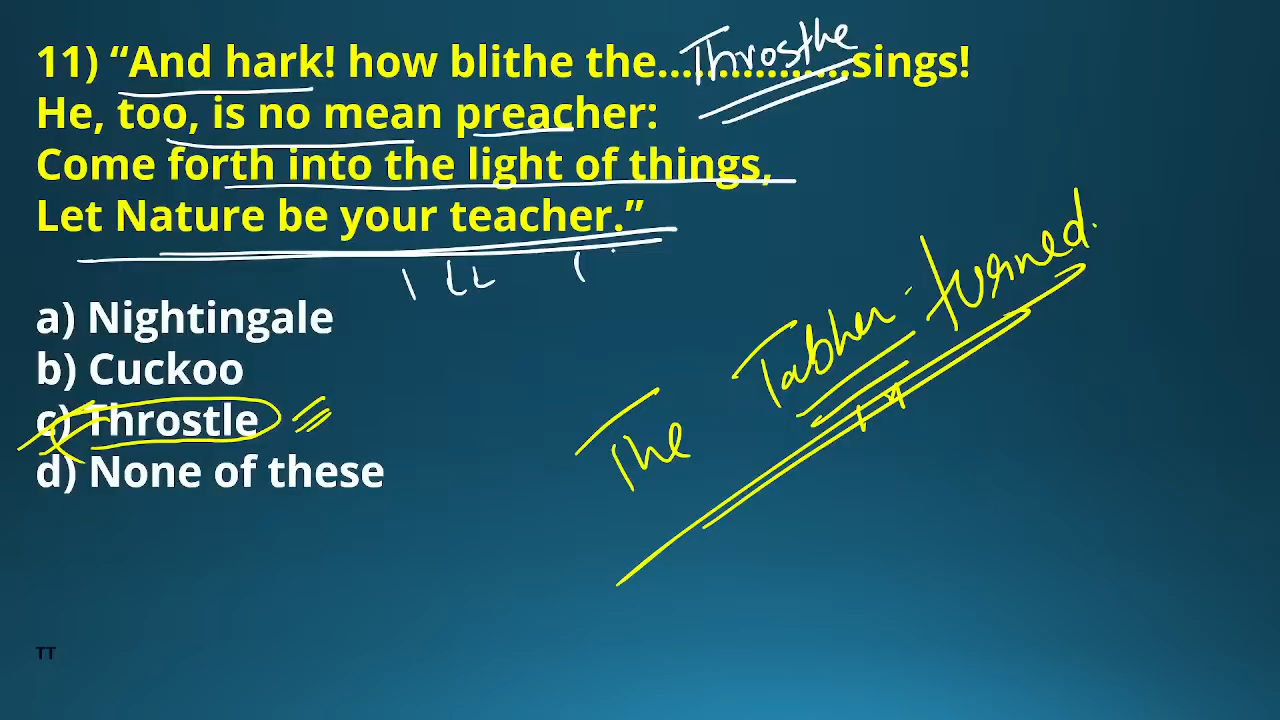 11) “And hark! how blithe the...Throstle...sings!
He, too, is no mean preacher:
Come forth into the light of things,
Let Nature be your teacher.”
a) Nightingale
b) Cuckoo
c) Throstle
d) None of these
The Tables turned.
TT